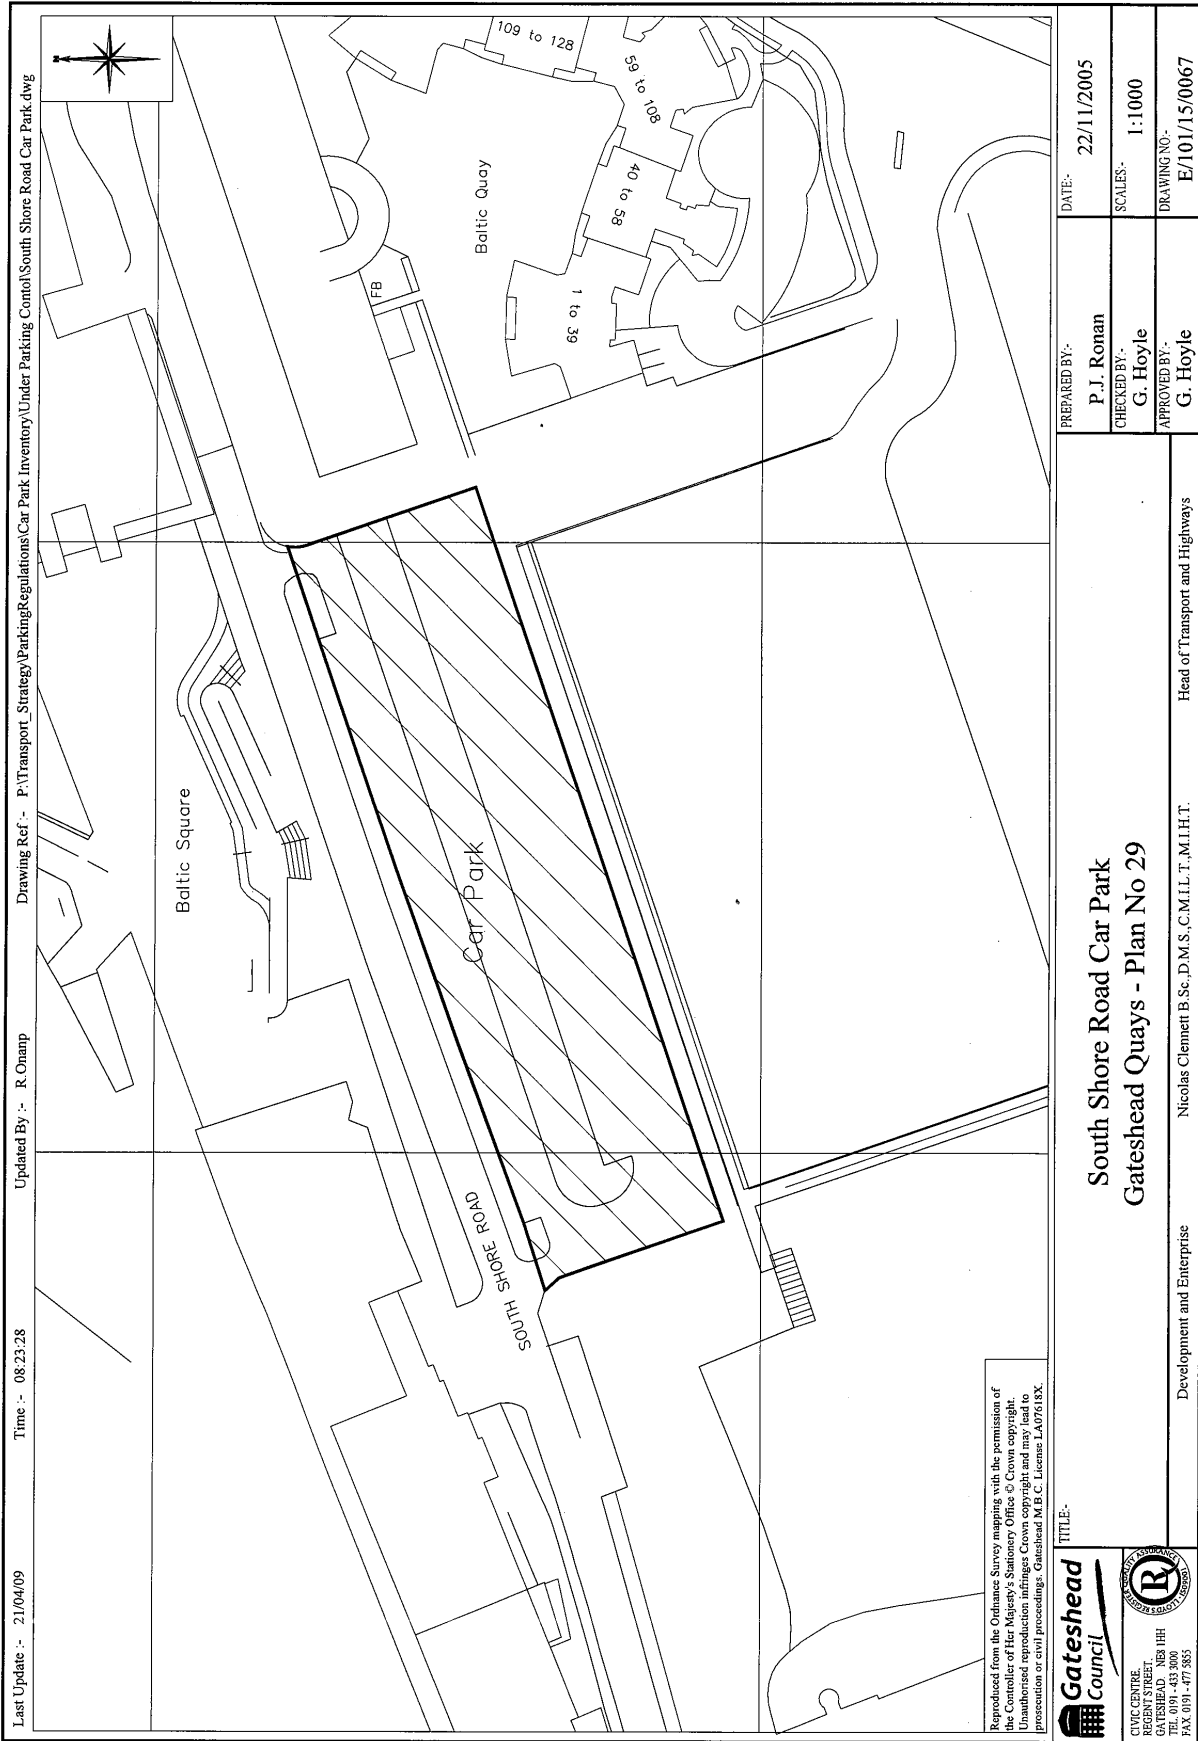 Last Update :- 21/04/09 Time :- 08:23:28 Updated By :- R.Onanp Drawing Ref :- P:\Transport_Strategy\ParkingRegulations\Car Park Inventory\Under Parking Contol\South Shore Road Car Park.dwg
N
109 to 128
59 to 108
40 to 58
1 to 39
Baltic Quay
FB
Baltic Square
Car Park
SOUTH SHORE ROAD
Reproduced from the Ordnance Survey mapping with the permission of
the Controller of Her Majesty's Stationery Office © Crown copyright.
Unauthorised reproduction infringes Crown copyright and may lead to
prosecution or civil proceedings. Gateshead M.B.C. License LA07618X.
Gateshead
Council
CIVIC CENTRE,
REGENT STREET,
GATESHEAD. NE8 1HH
TEL. 0191 - 433 3000
FAX. 0191 - 477 5855
LLOYD'S REGISTER QUALITY ASSURANCE
R
TITLE:-
South Shore Road Car Park
Gateshead Quays - Plan No 29
Development and Enterprise Nicolas Clennett B.Sc.,D.M.S.,C.M.I.L.T.,M.I.H.T. Head of Transport and Highways
PREPARED BY:-
P.J. Ronan
CHECKED BY:-
G. Hoyle
APPROVED BY:-
G. Hoyle
DATE:-
22/11/2005
SCALES:-
1:1000
DRAWING NO:-
E/101/15/0067